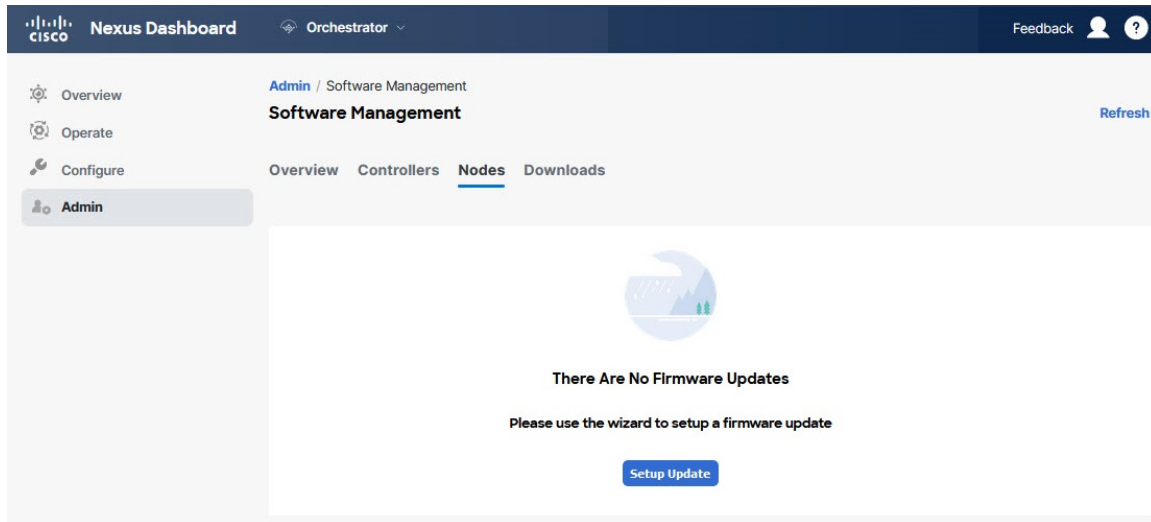 CISCO Nexus Dashboard Orchestrator Feedback ?
Overview
Operate
Configure
Admin
Admin / Software Management
Software Management
Refresh
Overview Controllers Nodes Downloads
There Are No FIrmware Updates
Please use the wizard to setup a firmware update
Setup Update